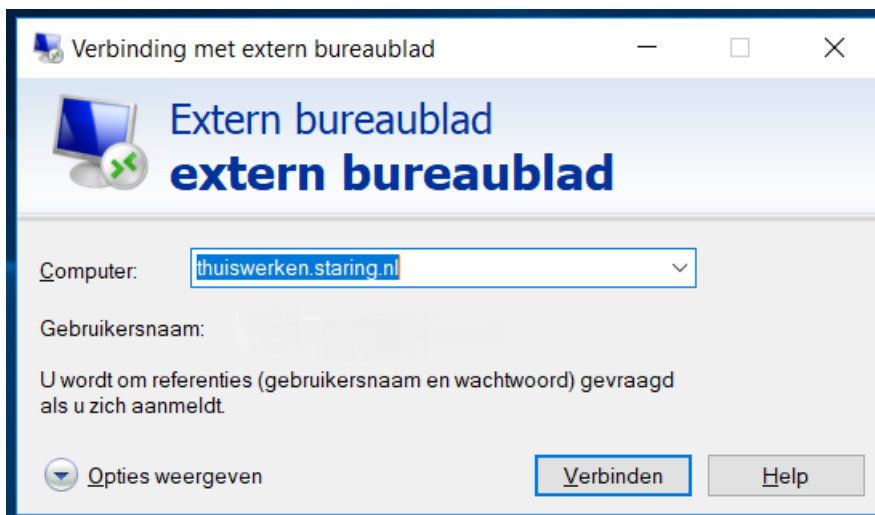 Verbinding met extern bureaublad
Extern bureaublad
extern bureaublad
Computer: thuiswerken.staring.nl
Gebruikersnaam:
U wordt om referenties (gebruikersnaam en wachtwoord) gevraagd
als u zich aanmeldt.
Opties weergeven Verbinden Help